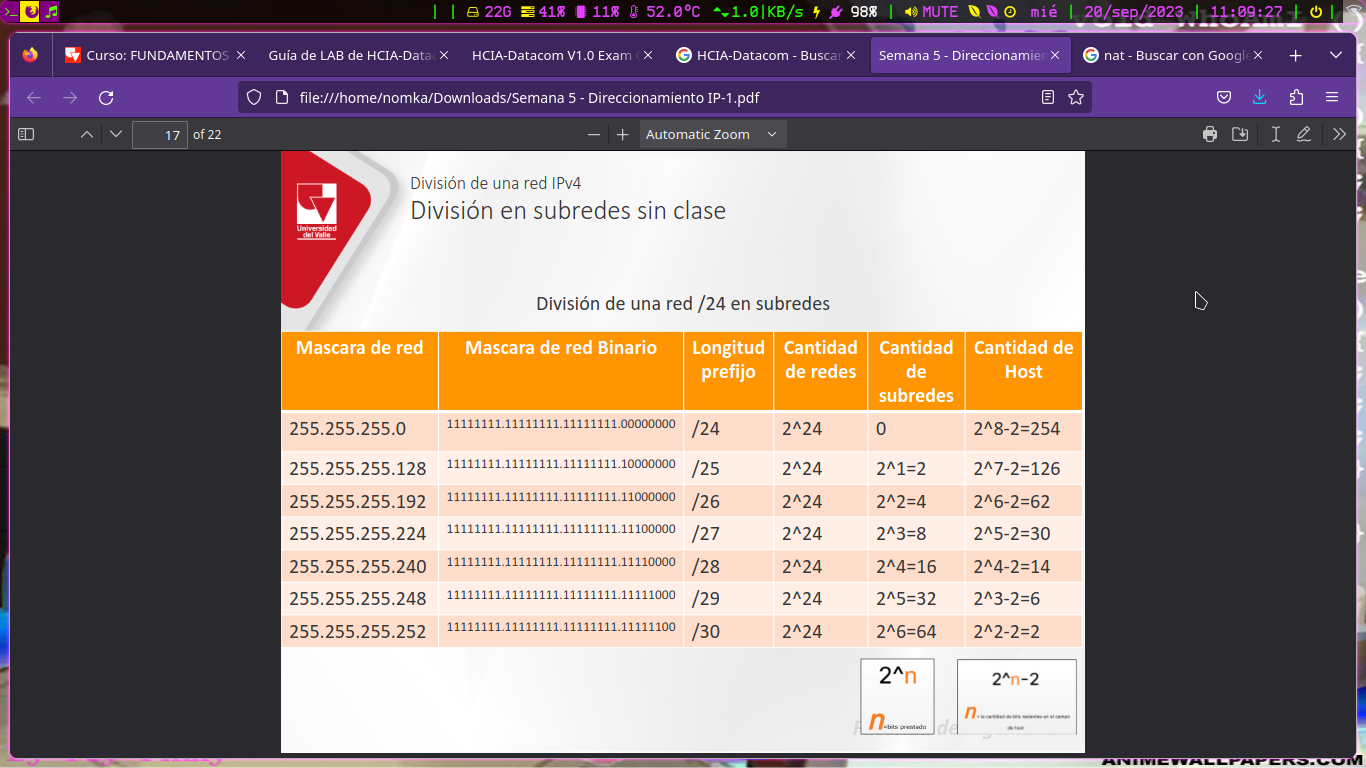 22G 41% 11% 52.0°C 1.0|KB/s 98% MUTE mié | 20/sep/2023 | 11:09:27
Curso: FUNDAMENTOS
Guía de LAB de HCIA-Data
HCIA-Datacom V1.0 Exam
HCIA-Datacom - Buscar
Semana 5 - Direccionamien
nat - Buscar con Google
file:///home/nomka/Downloads/Semana 5 - Direccionamiento IP-1.pdf
17 of 22
Automatic Zoom
Universidad
del Valle
División de una red IPv4
División en subredes sin clase
División de una red /24 en subredes
Mascara de red Mascara de red Binario Longitud prefijo Cantidad de redes Cantidad de subredes Cantidad de Host
255.255.255.0 11111111.11111111.11111111.00000000 /24 2^24 0 2^8-2=254
255.255.255.128 11111111.11111111.11111111.10000000 /25 2^24 2^1=2 2^7-2=126
255.255.255.192 11111111.11111111.11111111.11000000 /26 2^24 2^2=4 2^6-2=62
255.255.255.224 11111111.11111111.11111111.11100000 /27 2^24 2^3=8 2^5-2=30
255.255.255.240 11111111.11111111.11111111.11110000 /28 2^24 2^4=16 2^4-2=14
255.255.255.248 11111111.11111111.11111111.11111000 /29 2^24 2^5=32 2^3-2=6
255.255.255.252 11111111.11111111.11111111.11111100 /30 2^24 2^6=64 2^2-2=2
2^n
n=bits prestado
2^n-2
n= la cantidad de bits restantes en el campo
de host
ANIMEWALLPAPERS.COM